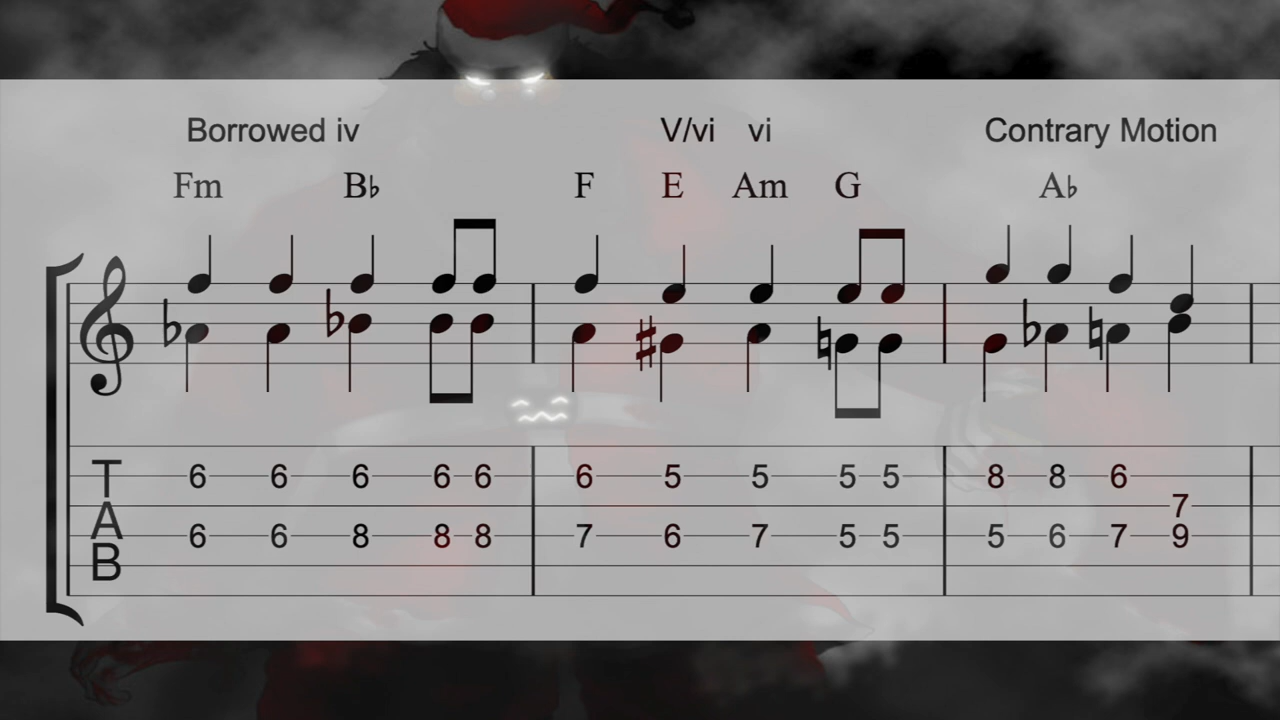 Borrowed iv V/vi vi Contrary Motion
Fm B♭ F E Am G A♭
T
A
B
6 6 6 6 6 6 5 5 5 5 8 8 6
7
6 6 8 8 8 7 6 7 5 5 5 6 7 9